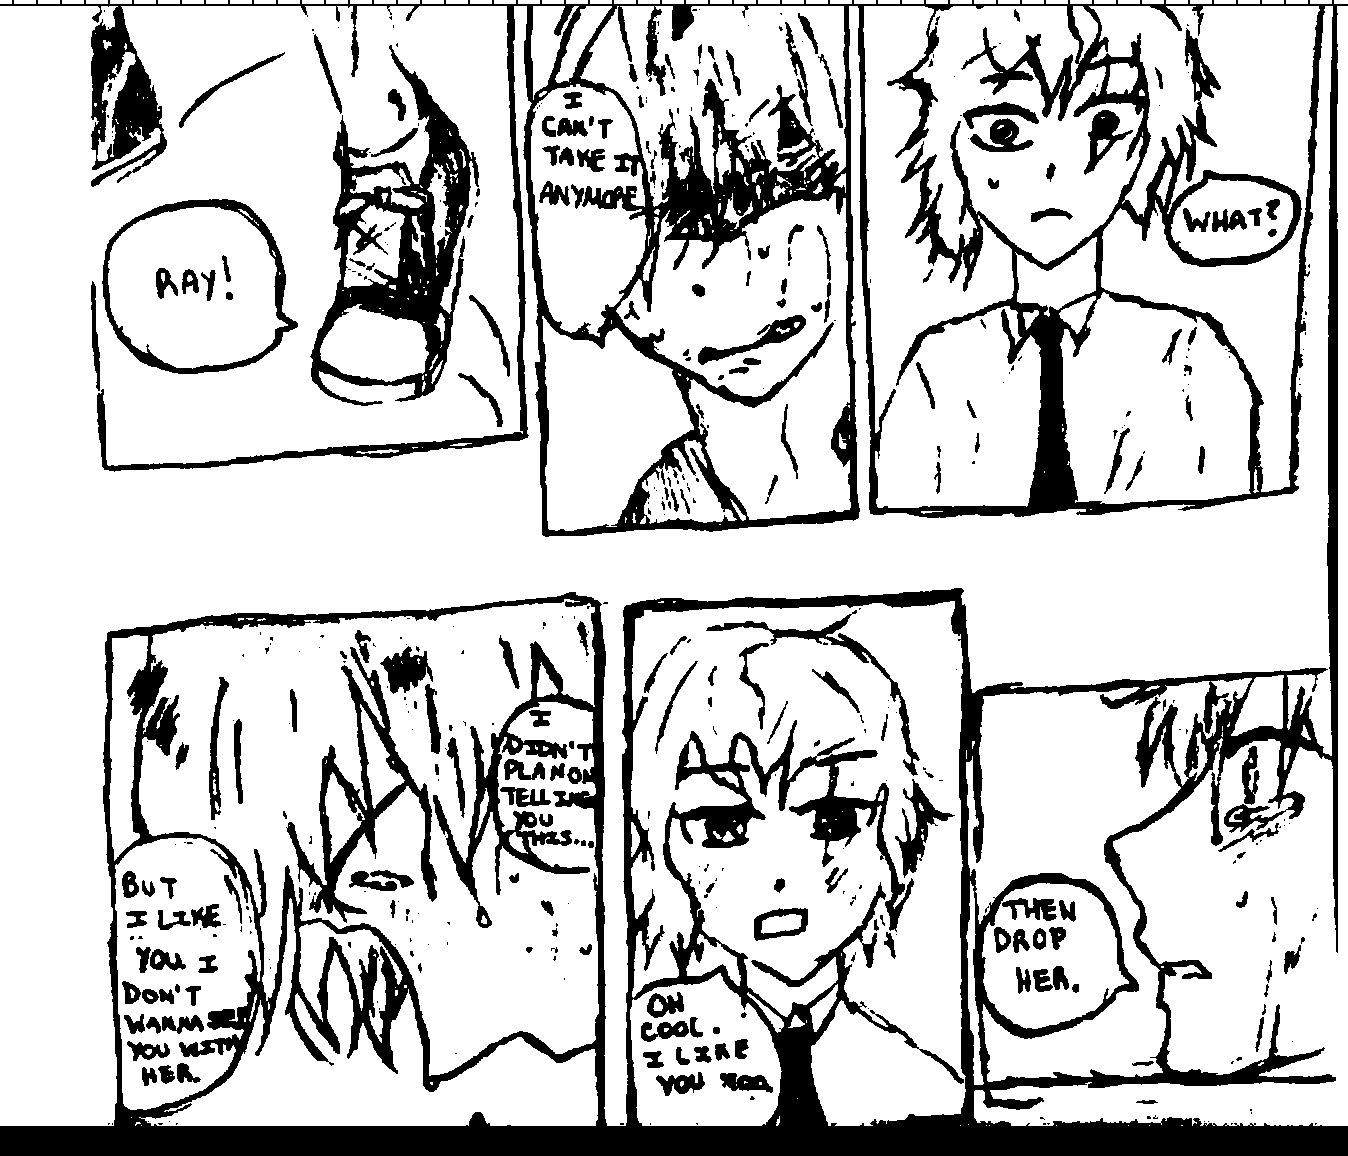 RAY!
I
CAN'T
TAKE IT
ANYMORE
WHAT?
I
DIDN'T
PLAN ON
TELLING
YOU
THIS...
BUT
I LIKE
YOU I
DON'T
WANNA SEE
YOU WITH
HER.
OH
COOL.
I LIKE
YOU TOO.
THEN
DROP
HER.